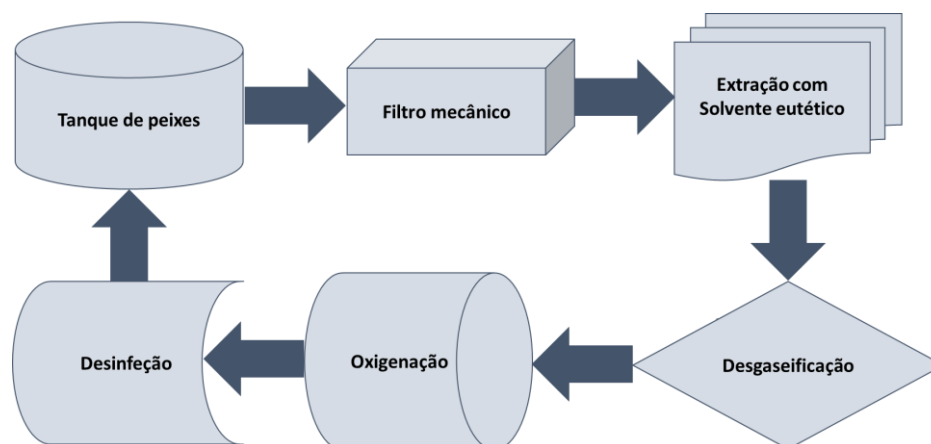 Tanque de peixes
Filtro mecânico
Extração com
Solvente eutético
Desgaseificação
Oxigenação
Desinfeção